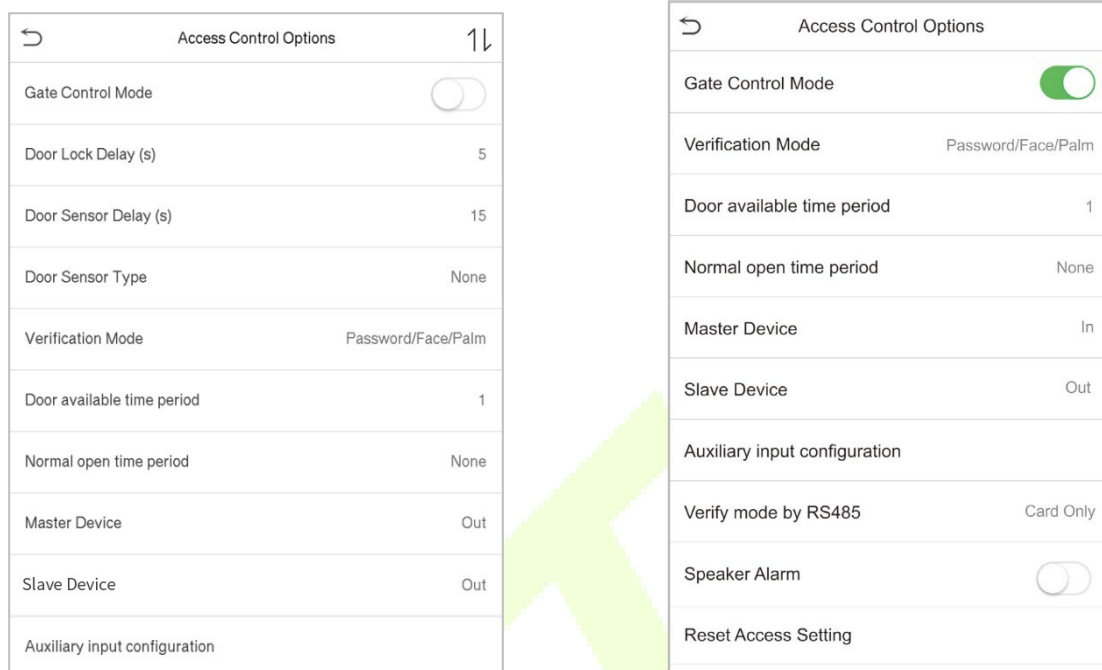 Access Control Options
Gate Control Mode
Door Lock Delay (s) 5
Door Sensor Delay (s) 15
Door Sensor Type None
Verification Mode Password/Face/Palm
Door available time period 1
Normal open time period None
Master Device Out
Slave Device Out
Auxiliary input configuration
Access Control Options
Gate Control Mode
Verification Mode Password/Face/Palm
Door available time period 1
Normal open time period None
Master Device In
Slave Device Out
Auxiliary input configuration
Verify mode by RS485 Card Only
Speaker Alarm
Reset Access Setting